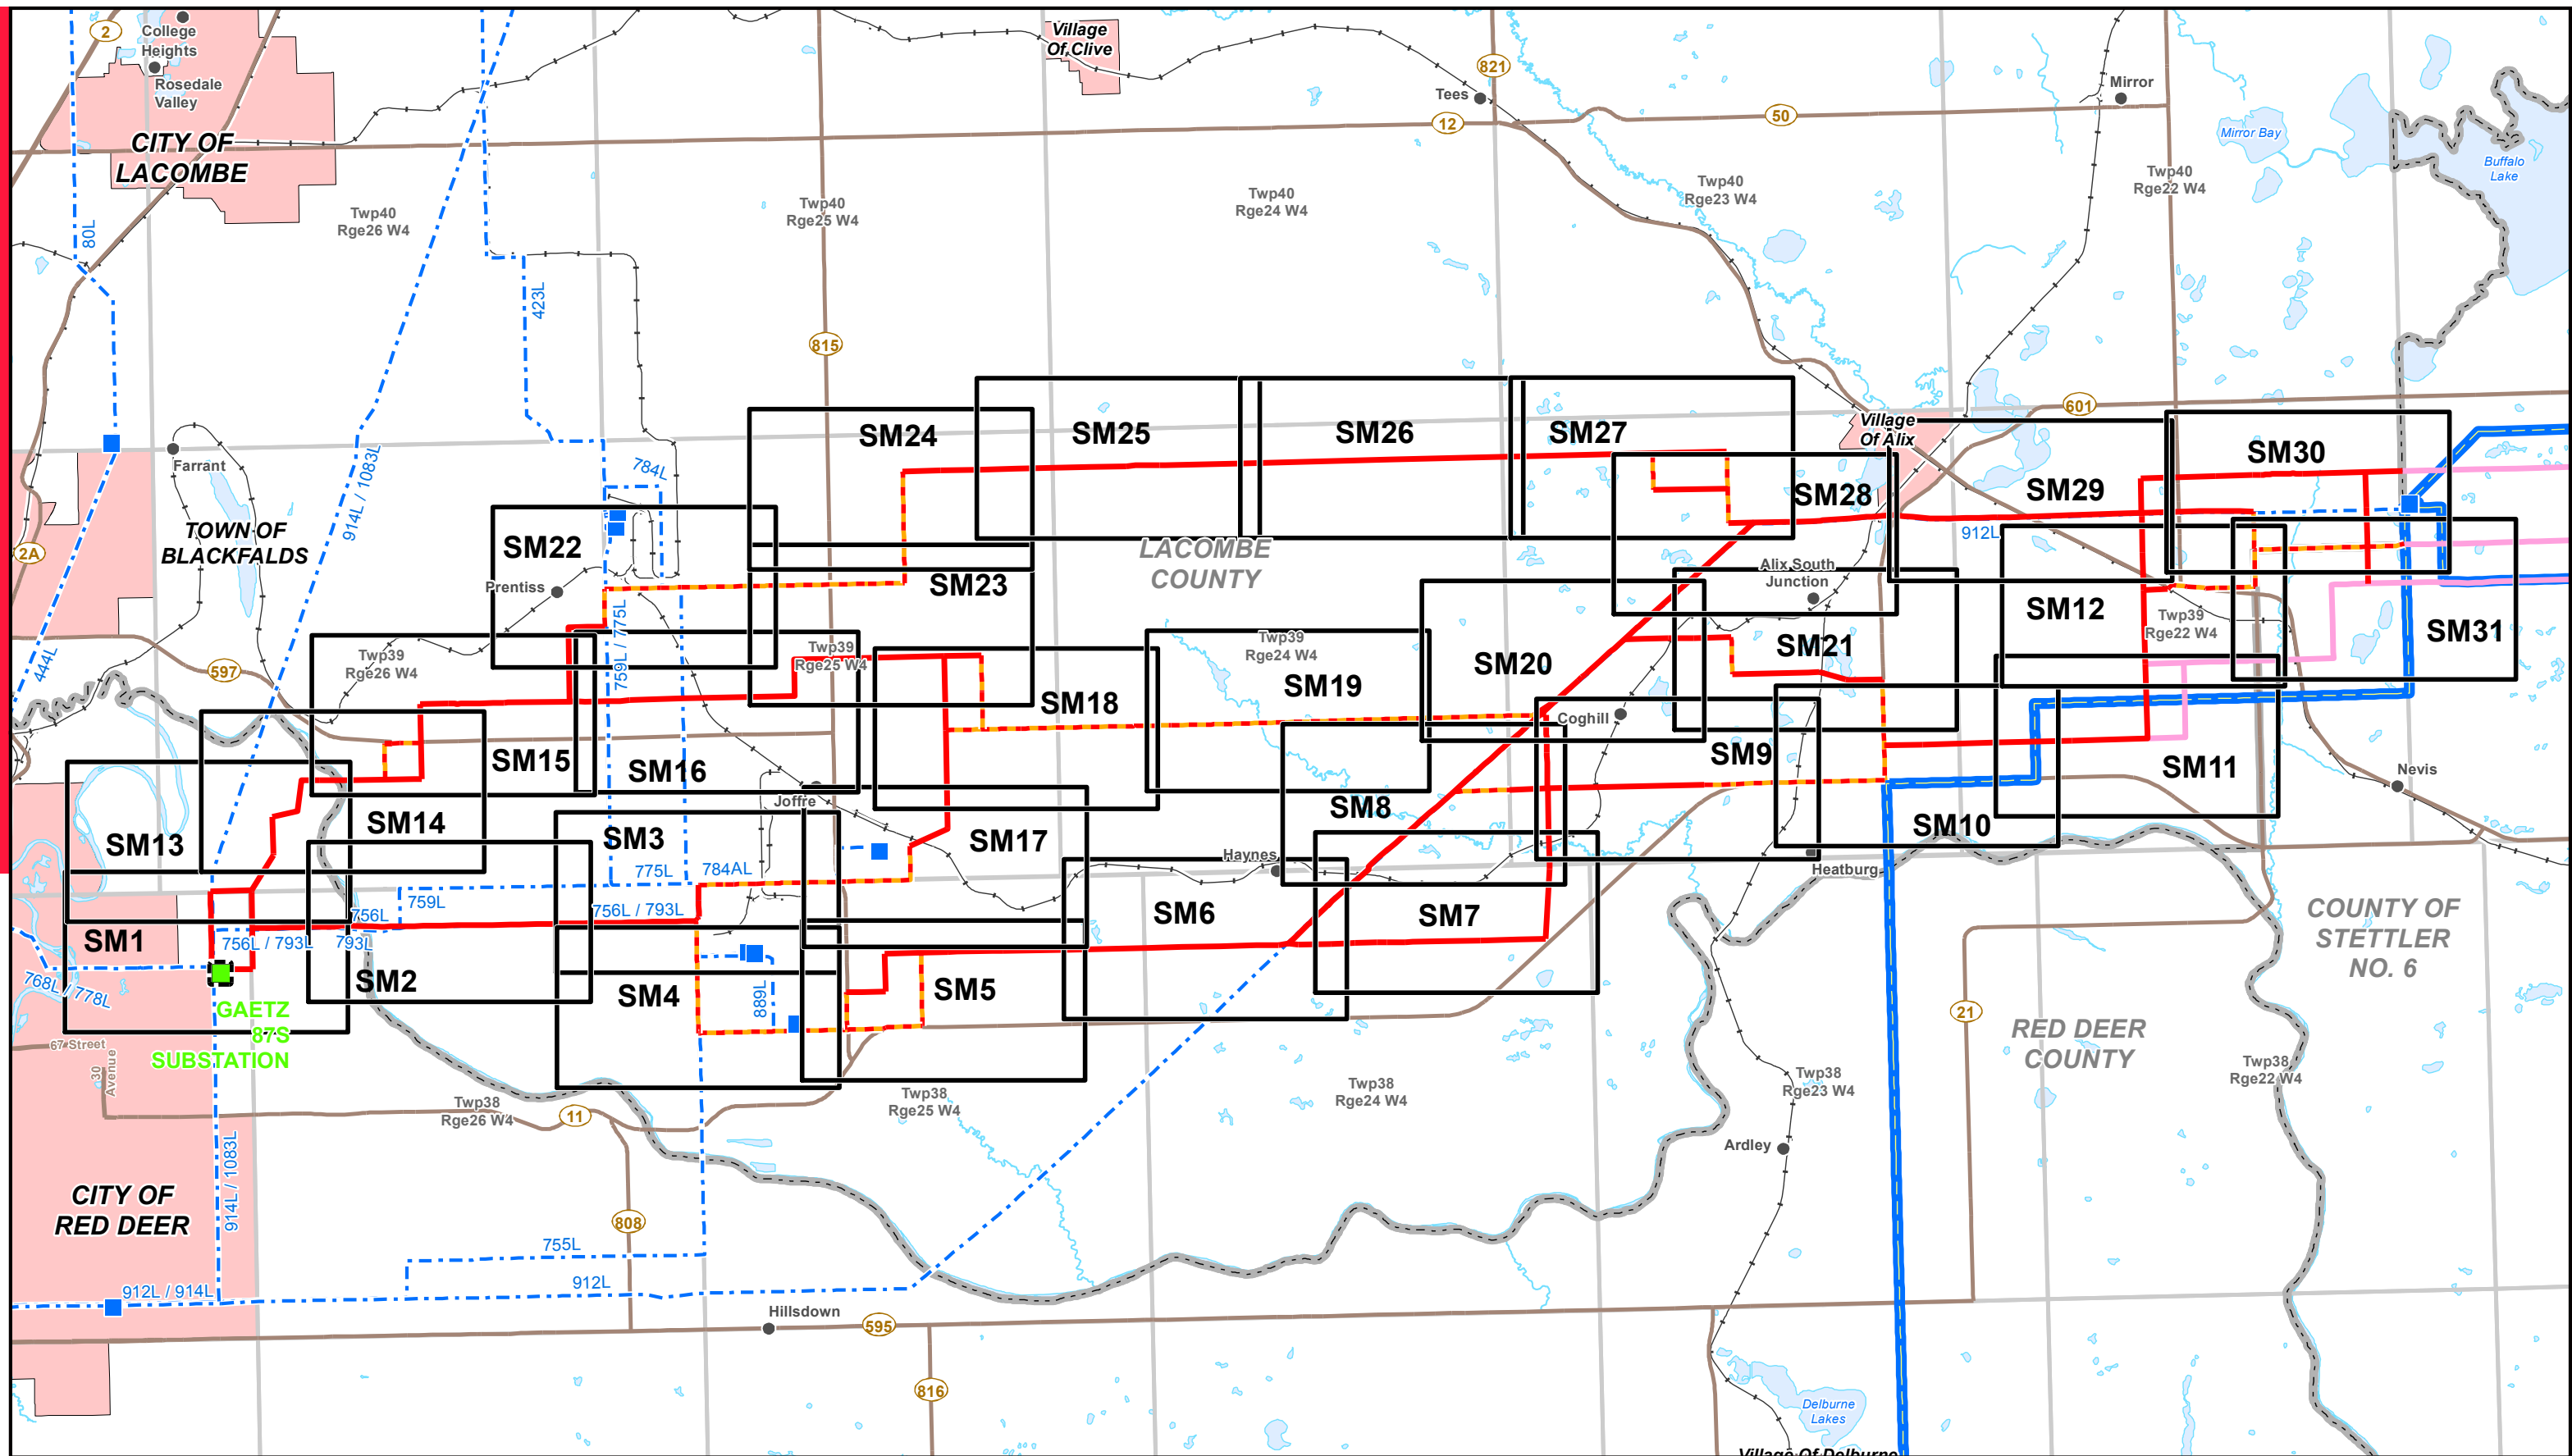 2
College
Heights
Rosedale
Valley
CITY OF
LACOMBE
Village
Of Clive
821
Tees
12
50
Mirror
Mirror Bay
Buffalo
Lake
Twp40
Rge26 W4
Twp40
Rge25 W4
Twp40
Rge24 W4
Twp40
Rge23 W4
Twp40
Rge22 W4
80L
423L
815
914L / 1083L
601
Village
Of Alix
Farrant
784L
SM24
SM25
SM26
SM27
SM28
SM29
SM30
2A
TOWN OF
BLACKFALDS
SM22
Prentiss
SM23
LACOMBE
COUNTY
912L
Alix South
Junction
SM12
Twp39
Rge22 W4
SM31
444L
597
Twp39
Rge26 W4
759L / 775L
Twp39
Rge25 W4
SM18
Twp39
Rge24 W4
SM19
SM20
SM21
Coghill
SM15
SM16
SM9
SM11
Nevis
Joffre
SM8
SM13
SM14
SM3
SM17
SM10
Haynes
Heatburg
775L
784AL
759L
756L
756L / 793L
SM6
SM7
SM1
756L / 793L
793L
SM2
768L / 778L
GAETZ
87S
SUBSTATION
SM4
889L
SM5
COUNTY OF
STETTLER
NO. 6
21
RED DEER
COUNTY
67 Street
30
Avenue
Twp38
Rge26 W4
11
Twp38
Rge25 W4
Twp38
Rge24 W4
Twp38
Rge23 W4
Twp38
Rge22 W4
Ardley
914L / 1083L
CITY OF
RED DEER
808
755L
912L
912L / 914L
Hillsdown
595
816
Delburne
Lakes
Village Of Delburne